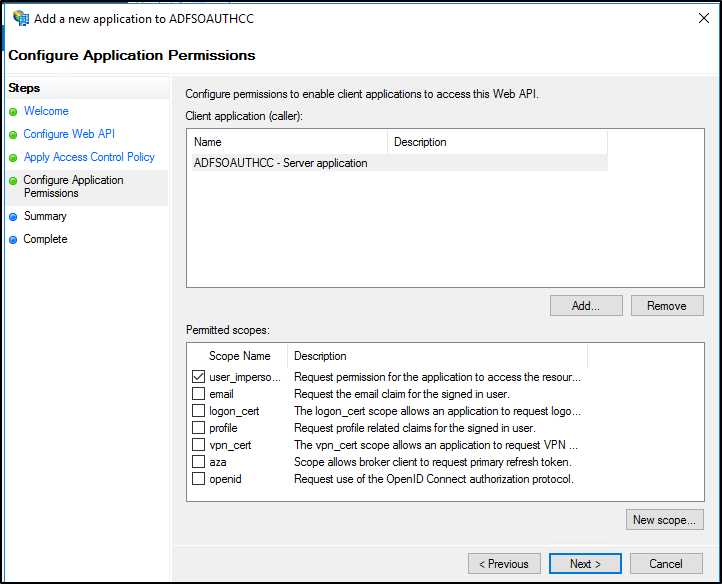 Add a new application to ADFSOAUTHCC
Configure Application Permissions
Steps
Welcome
Configure Web API
Apply Access Control Policy
Configure Application
Permissions
Summary
Complete
Configure permissions to enable client applications to access this Web API.
Client application (caller):
Name Description
ADFSOAUTHCC - Server application
Add... Remove
Permitted scopes:
Scope Name Description
user_imperso... Request permission for the application to access the resour...
email Request the email claim for the signed in user.
logon_cert The logon_cert scope allows an application to request logo...
profile Request profile related claims for the signed in user.
vpn_cert The vpn_cert scope allows an application to request VPN ...
aza Scope allows broker client to request primary refresh token.
openid Request use of the OpenID Connect authorization protocol.
New scope...
< Previous Next > Cancel